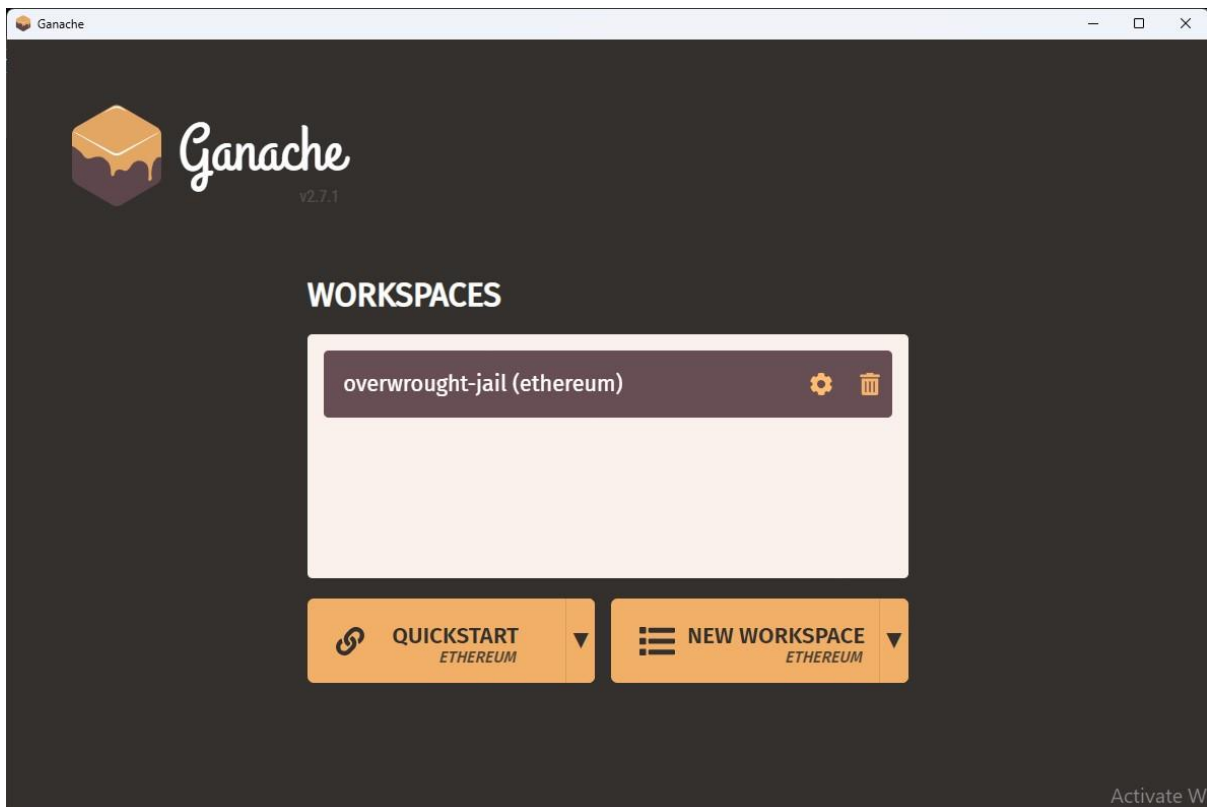 Ganache
Ganache
v2.7.1
WORKSPACES
overwrought-jail (ethereum)
QUICKSTART
ETHEREUM
NEW WORKSPACE
ETHEREUM
Activate W